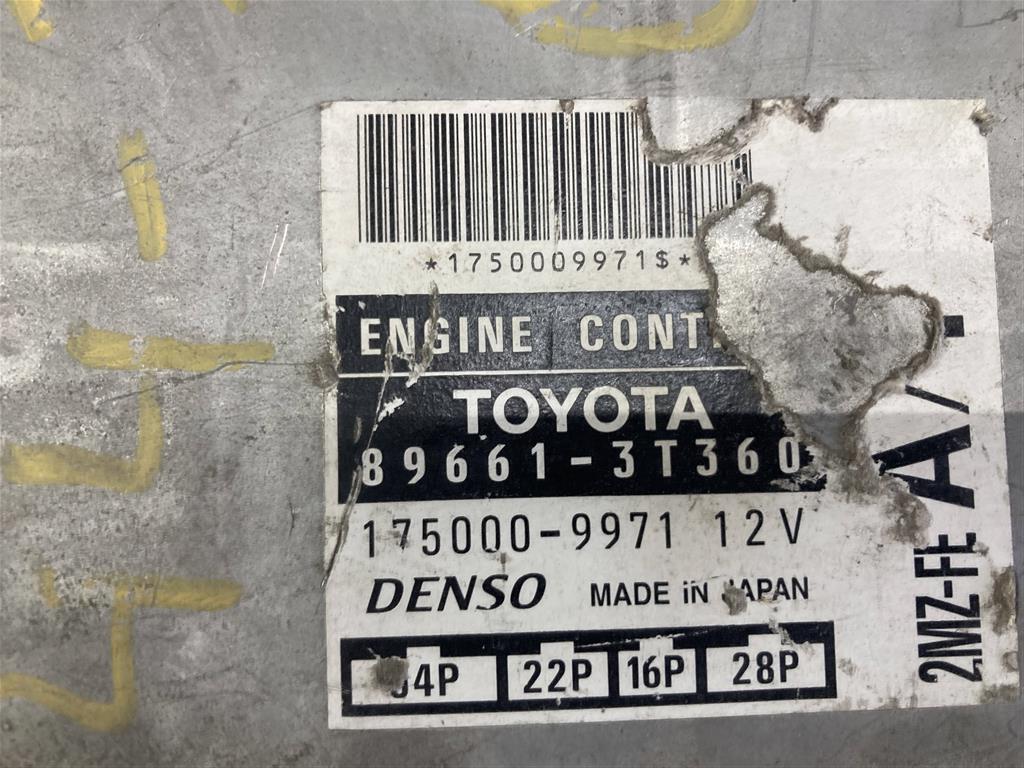 *1750009971$*
ENGINE CONT
TOYOTA
89661-3T360
175000-9971 12V
DENSO MADE IN JAPAN
4P 22P 16P 28P
2MZ-FE A/